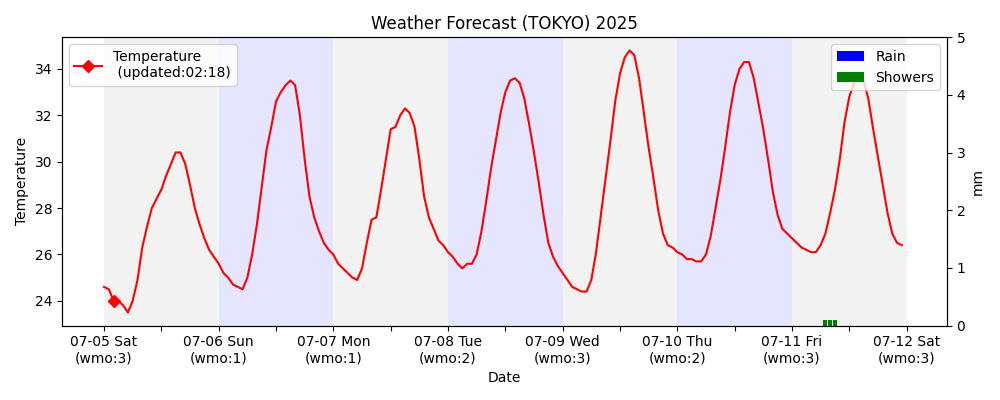 Weather Forecast (TOKYO) 2025
Temperature
(updated:02:18)
Rain
Showers
Temperature
34
32
30
28
26
24
5
4
3
2
1
0
mm
07-05 Sat
(wmo:3)
07-06 Sun
(wmo:1)
07-07 Mon
(wmo:1)
07-08 Tue
(wmo:2)
07-09 Wed
(wmo:3)
07-10 Thu
(wmo:2)
07-11 Fri
(wmo:3)
07-12 Sat
(wmo:3)
Date